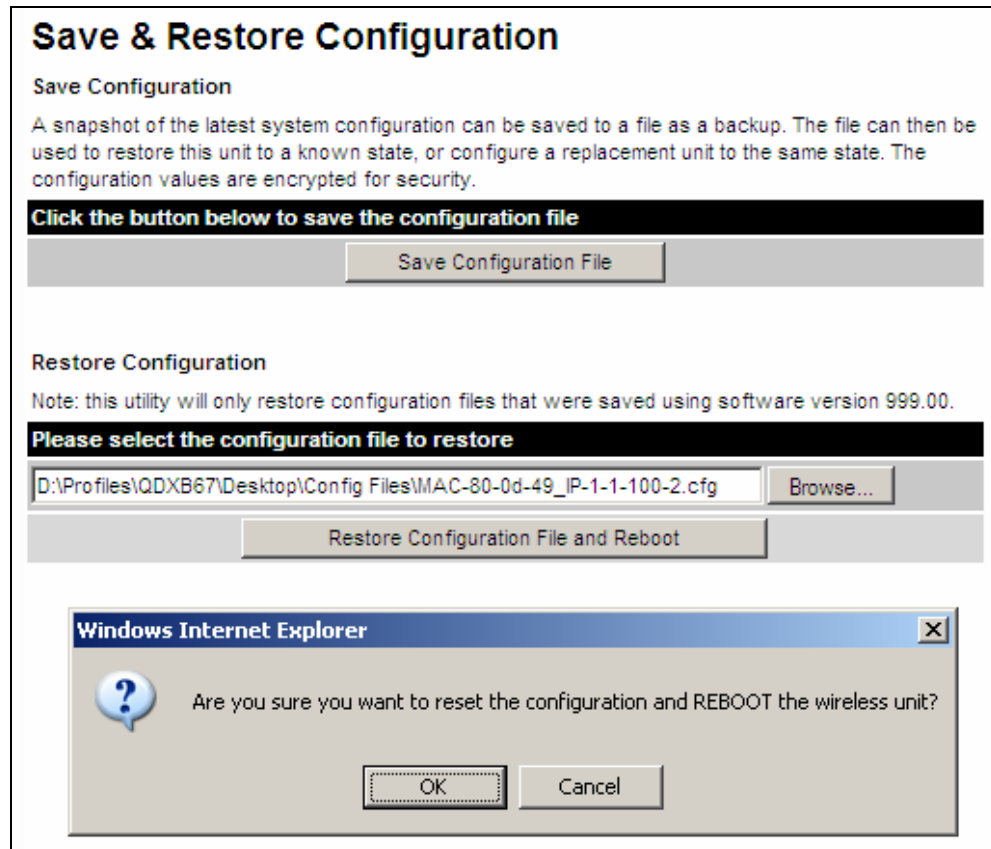 Save & Restore Configuration
Save Configuration
A snapshot of the latest system configuration can be saved to a file as a backup. The file can then be
used to restore this unit to a known state, or configure a replacement unit to the same state. The
configuration values are encrypted for security.
Click the button below to save the configuration file
Save Configuration File
Restore Configuration
Note: this utility will only restore configuration files that were saved using software version 999.00.
Please select the configuration file to restore
D:\Profiles\QDXB67\Desktop\Config Files\MAC-80-0d-49_IP-1-1-100-2.cfg Browse...
Restore Configuration File and Reboot
Windows Internet Explorer
Are you sure you want to reset the configuration and REBOOT the wireless unit?
OK Cancel